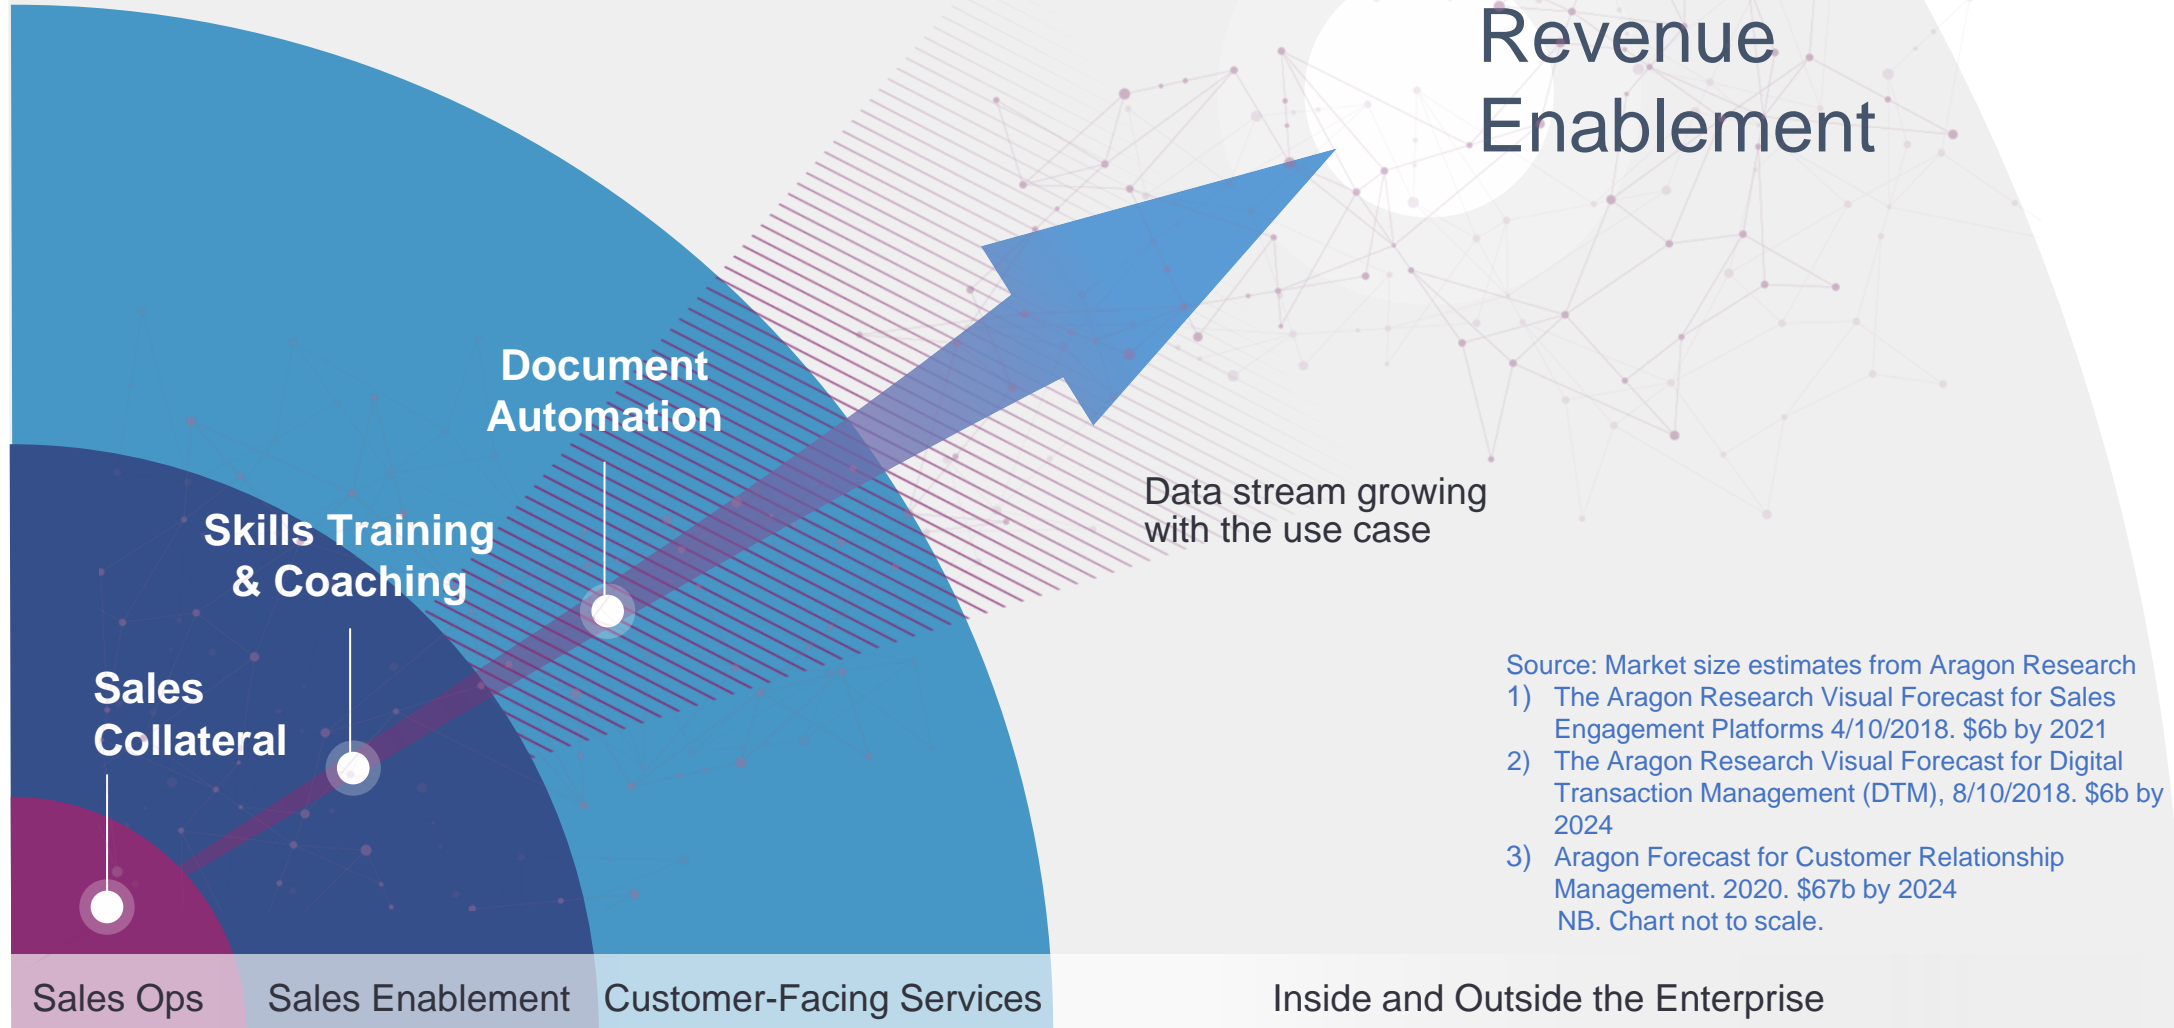 Revenue
Enablement
Document
Automation
Data stream growing
with the use case
Skills Training
& Coaching
Sales
Collateral
Source: Market size estimates from Aragon Research
1) The Aragon Research Visual Forecast for Sales
Engagement Platforms 4/10/2018. $6b by 2021
2) The Aragon Research Visual Forecast for Digital
Transaction Management (DTM), 8/10/2018. $6b by
2024
3) Aragon Forecast for Customer Relationship
Management. 2020. $67b by 2024
NB. Chart not to scale.
Sales Ops
Sales Enablement
Customer-Facing Services
Inside and Outside the Enterprise